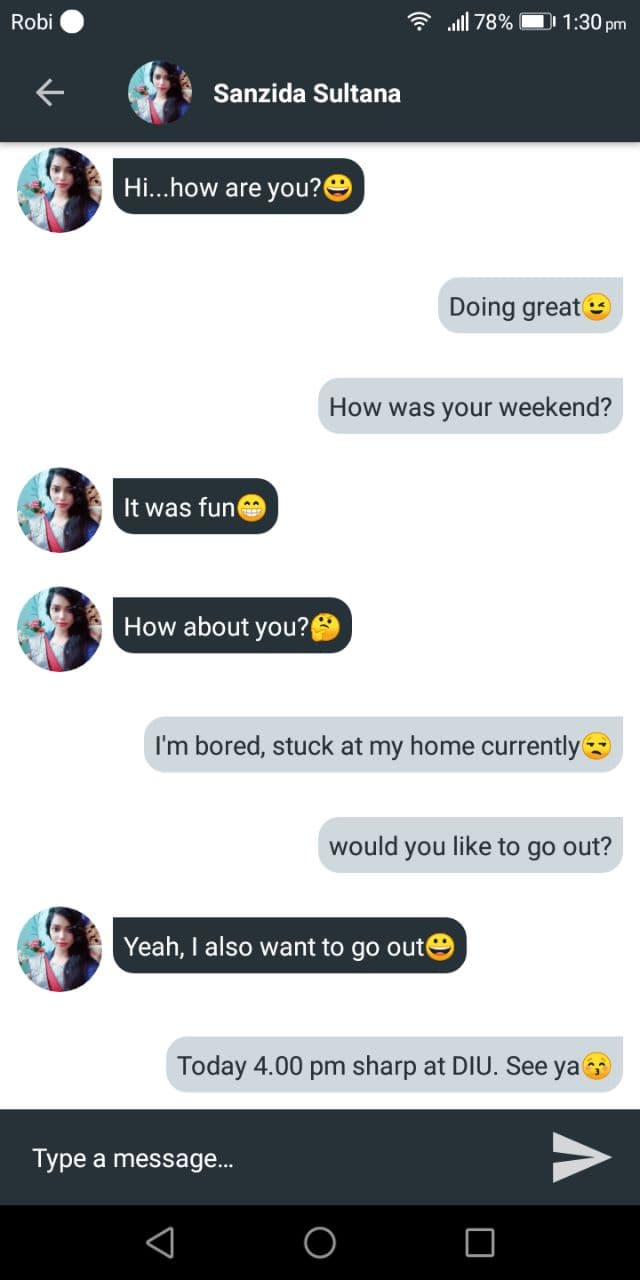 Robi 78% 1:30 pm
Sanzida Sultana
Hi...how are you?😀
Doing great😉
How was your weekend?
It was fun😁
How about you?🤔
I'm bored, stuck at my home currently😒
would you like to go out?
Yeah, I also want to go out😀
Today 4.00 pm sharp at DIU. See ya😚
Type a message...